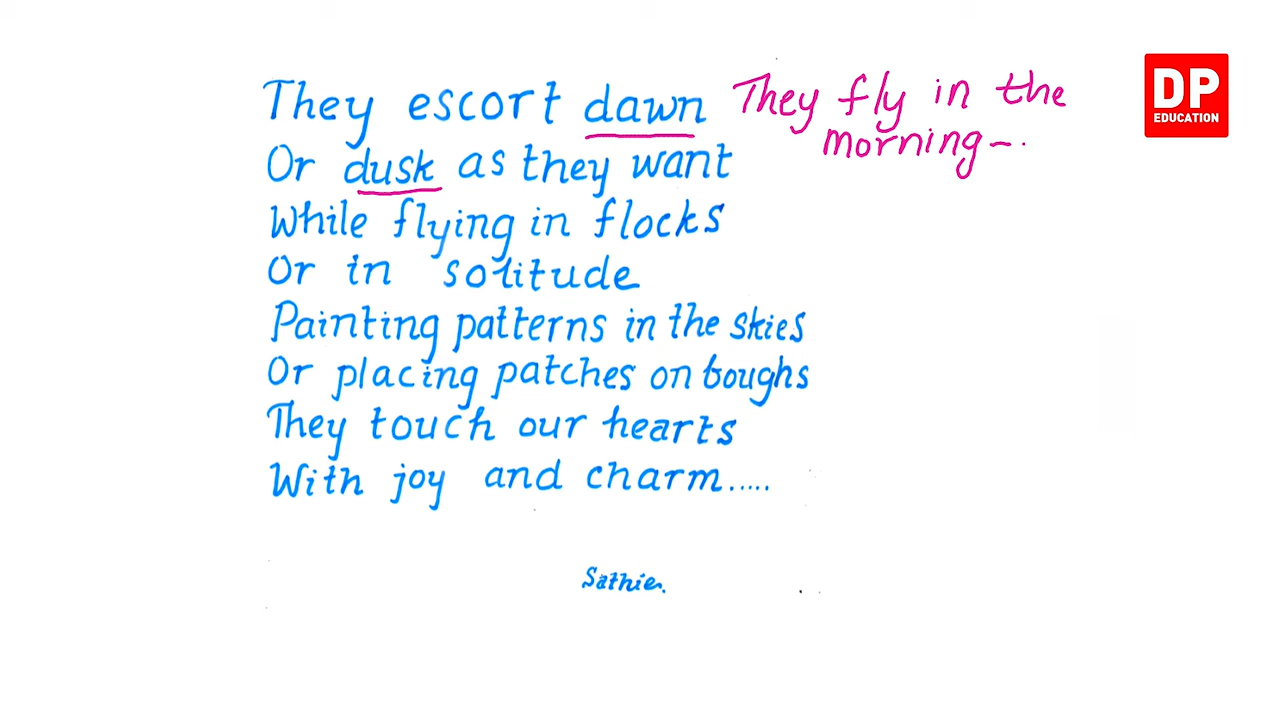 They escort dawn
Or dusk as they want
While flying in flocks
Or in solitude
Painting patterns in the skies
Or placing patches on boughs
They touch our hearts
With joy and charm.....
Sathie.
They fly in the
morning–.
DP
EDUCATION